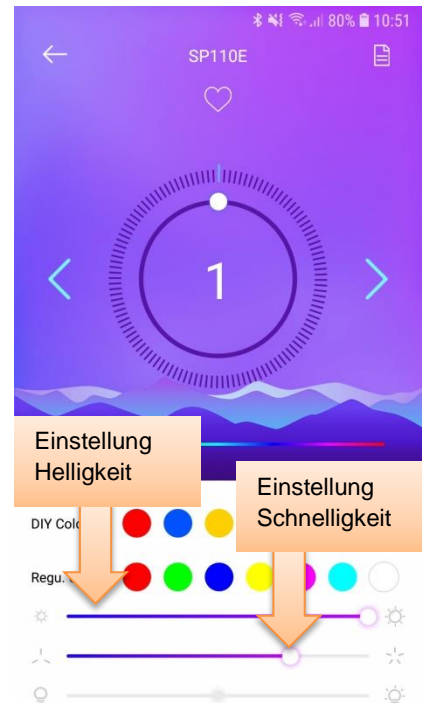 80% 10:51
SP110E
1
Einstellung
Helligkeit
Einstellung
Schnelligkeit
DIY Colo
Regu.